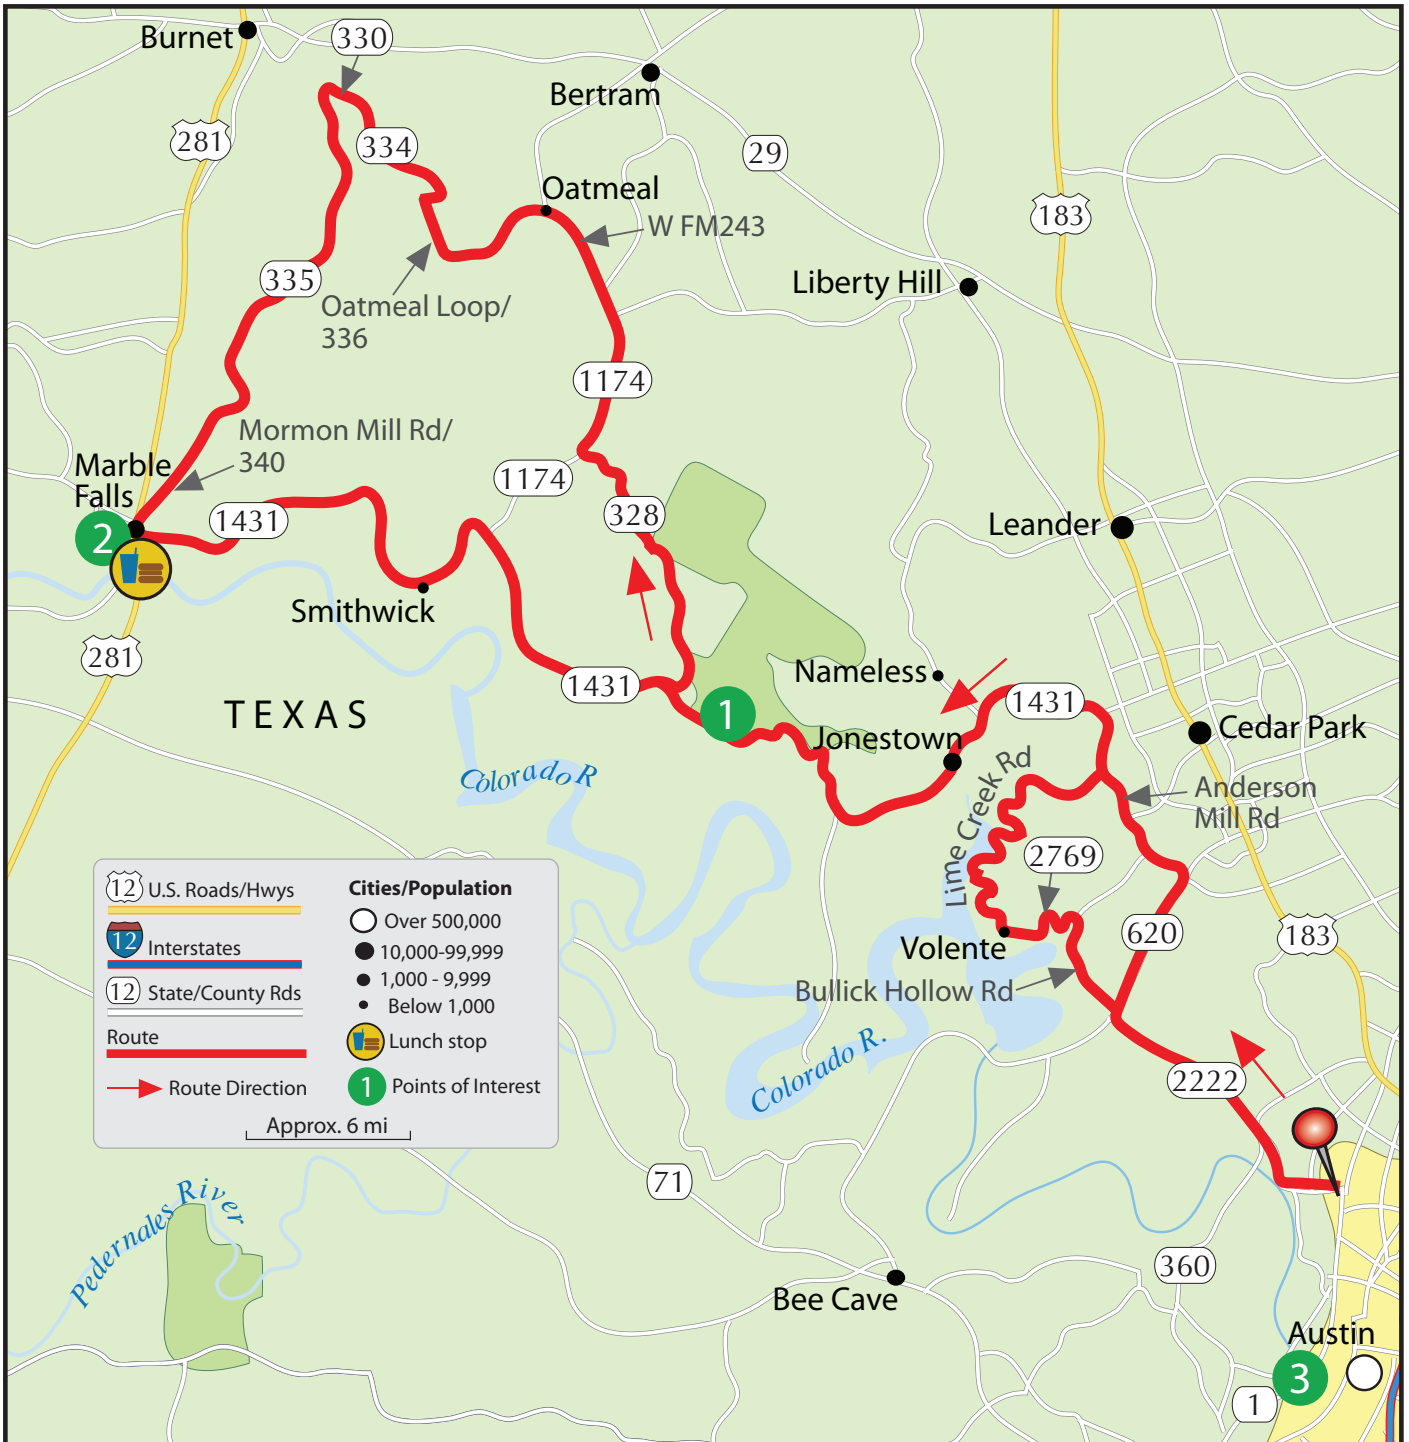 330
Burnet
Bertram
281
334
29
Oatmeal
183
W FM243
335
Liberty Hill
Oatmeal Loop/
336
1174
Mormon Mill Rd/
340
Marble
Falls
1174
1431
328
Leander
2
Smithwick
281
Nameless
1431
1431
TEXAS
1
Jonestown
Cedar Park
Colorado R
Lime Creek Rd
Anderson
Mill Rd
2769
620
183
Volente
Bullick Hollow Rd
12 U.S. Roads/Hwys
12 Interstates
12 State/County Rds
Route
Route Direction
Cities/Population
Over 500,000
10,000-99,999
1,000 - 9,999
Below 1,000
Lunch stop
1 Points of Interest
Approx. 6 mi
Colorado R.
2222
71
Pedernales River
360
Bee Cave
Austin
3
1